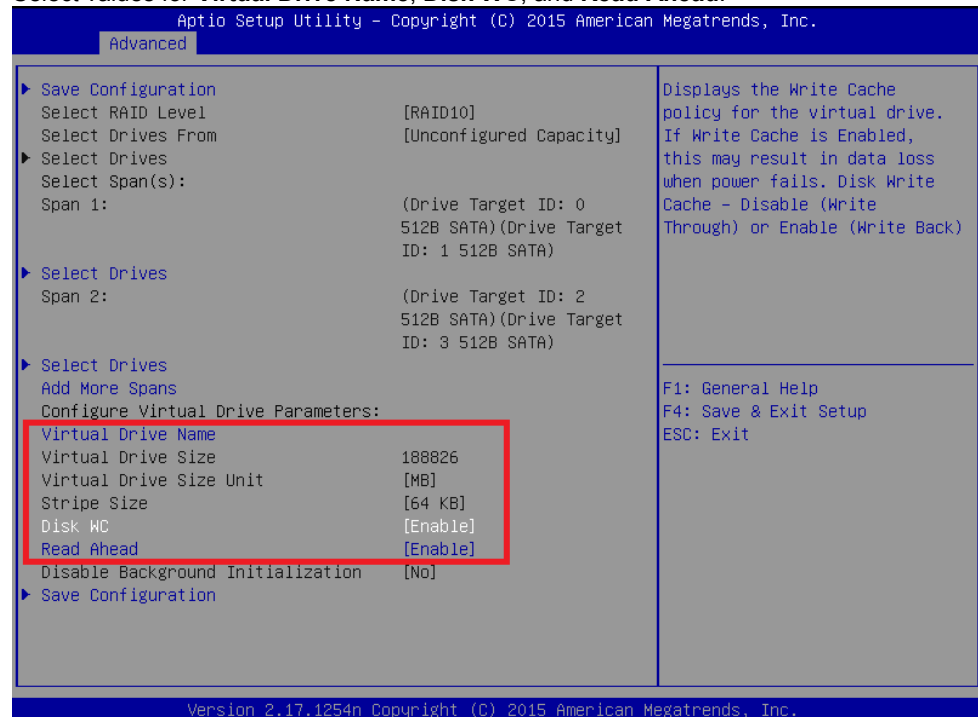 Select values for Virtual Drive Name, Disk WC, and Read Ahead.
Aptio Setup Utility – Copyright (C) 2015 American Megatrends, Inc.
Advanced
Save Configuration
Select RAID Level [RAID10]
Select Drives From [Unconfigured Capacity]
Select Drives
Select Span(s):
Span 1: (Drive Target ID: 0
512B SATA)(Drive Target
ID: 1 512B SATA)
Select Drives
Span 2: (Drive Target ID: 2
512B SATA)(Drive Target
ID: 3 512B SATA)
Select Drives
Add More Spans
Configure Virtual Drive Parameters:
Virtual Drive Name
Virtual Drive Size 188826
Virtual Drive Size Unit [MB]
Stripe Size [64 KB]
Disk WC [Enable]
Read Ahead [Enable]
Disable Background Initialization [No]
Save Configuration
Displays the Write Cache
policy for the virtual drive.
If Write Cache is Enabled,
this may result in data loss
when power fails. Disk Write
Cache – Disable (Write
Through) or Enable (Write Back)
F1: General Help
F4: Save & Exit Setup
ESC: Exit
Version 2.17.1254n Copyright (C) 2015 American Megatrends, Inc.